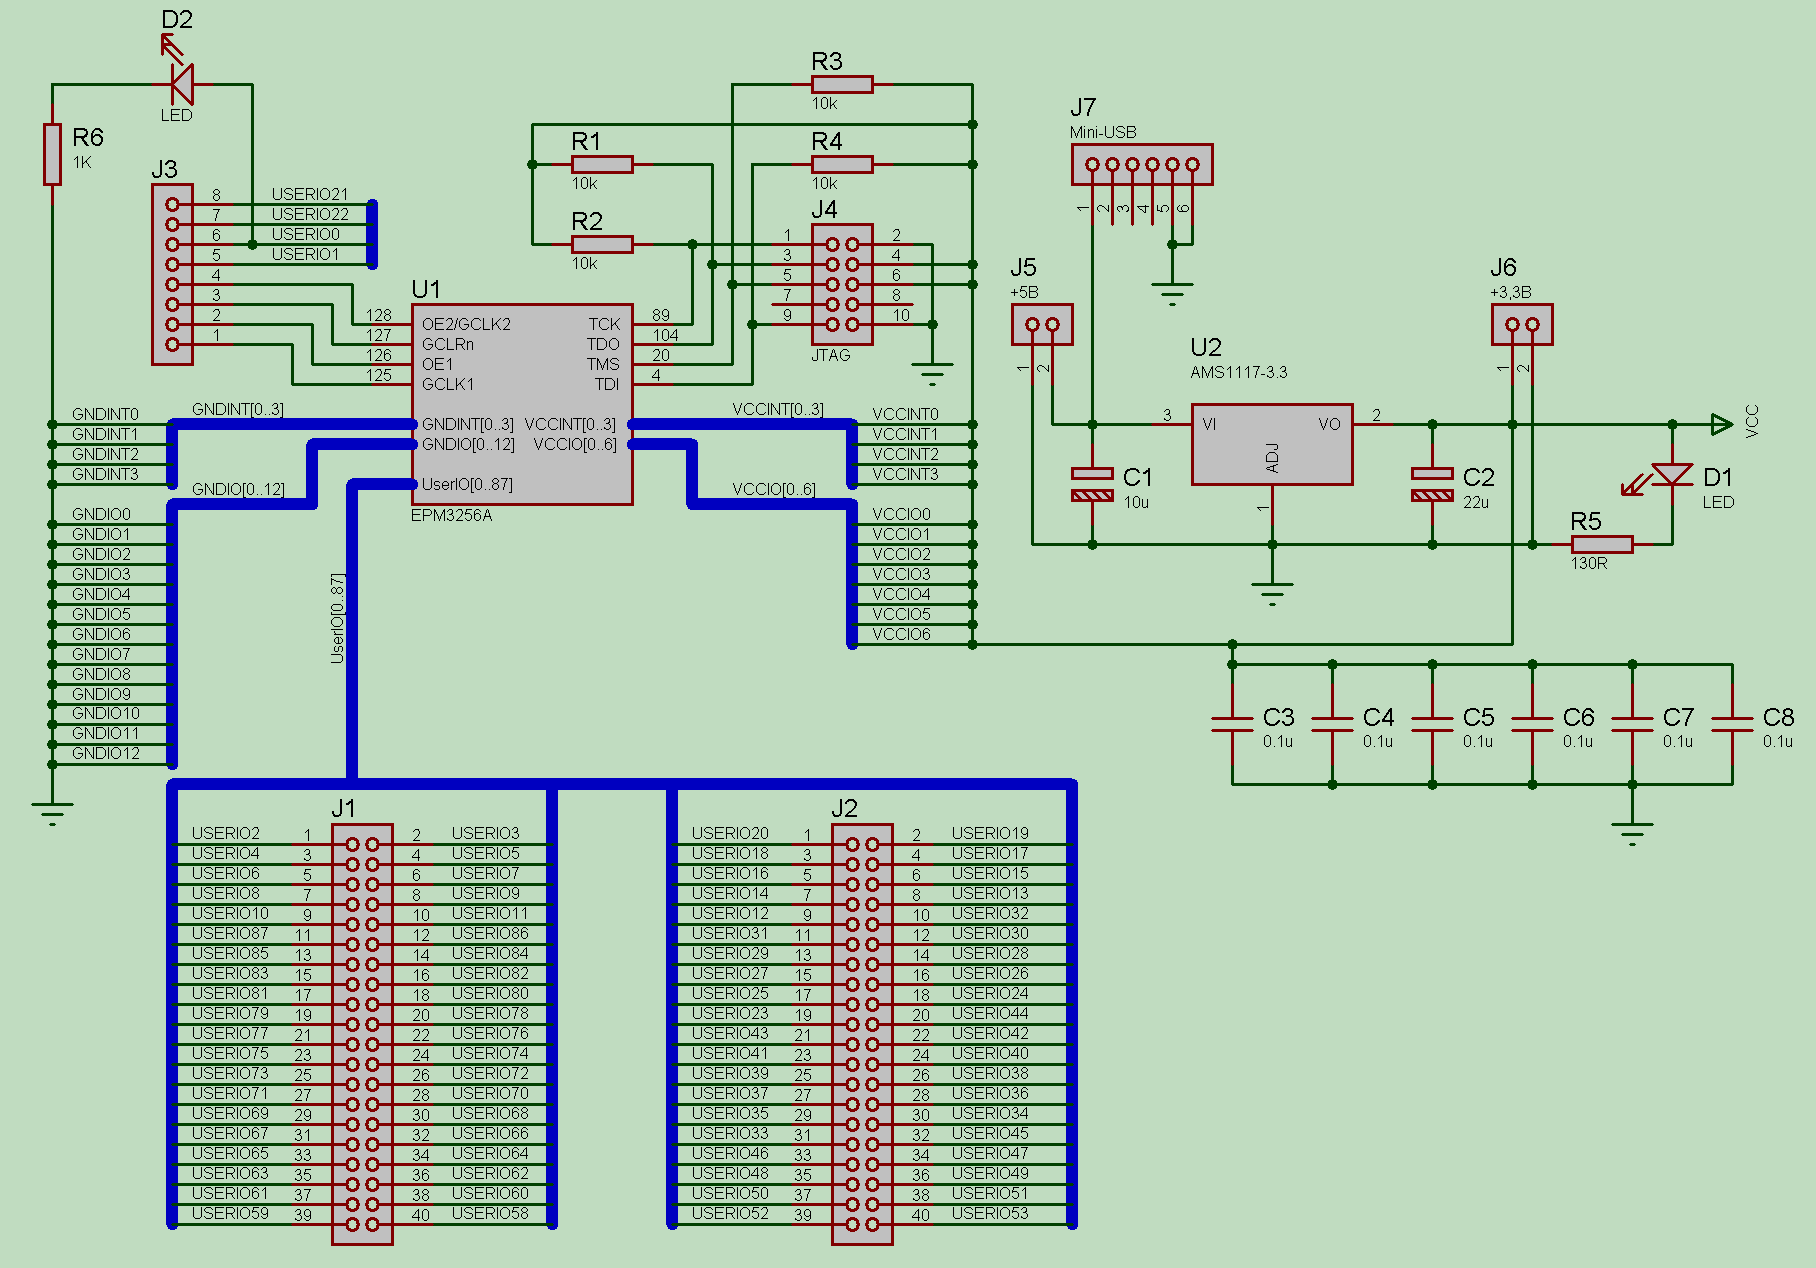 D2
LED
R6
1K
J3
8 USERIO21
7 USERIO22
6 USERIO0
5 USERIO1
4
3
2
1
R3
10k
R1
10k
R4
10k
R2
10k
J4
1 2
3 4
5 6
7 8
9 10
JTAG
U1
128 OE2/GCLK2 TCK 89
127 GCLRn TDO 104
126 OE1 TMS 20
125 GCLK1 TDI 4
GNDINT[0..3] VCCINT[0..3]
GNDIO[0..12] VCCIO[0..6]
UserIO[0..87]
EPM3256A
GNDINT[0..3]
GNDINT0
GNDINT1
GNDINT2
GNDINT3
GNDIO[0..12]
GNDIO0
GNDIO1
GNDIO2
GNDIO3
GNDIO4
GNDIO5
GNDIO6
GNDIO7
GNDIO8
GNDIO9
GNDIO10
GNDIO11
GNDIO12
UserIO[0..87]
VCCINT[0..3]
VCCINT0
VCCINT1
VCCINT2
VCCINT3
VCCIO[0..6]
VCCIO0
VCCIO1
VCCIO2
VCCIO3
VCCIO4
VCCIO5
VCCIO6
J7
Mini-USB
1 2 3 4 5 6
J5
+5B
1 2
U2
AMS1117-3.3
3 VI VO 2
ADJ
1
J6
+3,3B
1 2
VCC
C1
10u
C2
22u
D1
LED
R5
130R
C3
0.1u
C4
0.1u
C5
0.1u
C6
0.1u
C7
0.1u
C8
0.1u
J1
USERIO2 1 2 USERIO3
USERIO4 3 4 USERIO5
USERIO6 5 6 USERIO7
USERIO8 7 8 USERIO9
USERIO10 9 10 USERIO11
USERIO87 11 12 USERIO86
USERIO85 13 14 USERIO84
USERIO83 15 16 USERIO82
USERIO81 17 18 USERIO80
USERIO79 19 20 USERIO78
USERIO77 21 22 USERIO76
USERIO75 23 24 USERIO74
USERIO73 25 26 USERIO72
USERIO71 27 28 USERIO70
USERIO69 29 30 USERIO68
USERIO67 31 32 USERIO66
USERIO65 33 34 USERIO64
USERIO63 35 36 USERIO62
USERIO61 37 38 USERIO60
USERIO59 39 40 USERIO58
J2
USERIO20 1 2 USERIO19
USERIO18 3 4 USERIO17
USERIO16 5 6 USERIO15
USERIO14 7 8 USERIO13
USERIO12 9 10 USERIO32
USERIO31 11 12 USERIO30
USERIO29 13 14 USERIO28
USERIO27 15 16 USERIO26
USERIO25 17 18 USERIO24
USERIO23 19 20 USERIO44
USERIO43 21 22 USERIO42
USERIO41 23 24 USERIO40
USERIO39 25 26 USERIO38
USERIO37 27 28 USERIO36
USERIO35 29 30 USERIO34
USERIO33 31 32 USERIO45
USERIO46 33 34 USERIO47
USERIO48 35 36 USERIO49
USERIO50 37 38 USERIO51
USERIO52 39 40 USERIO53